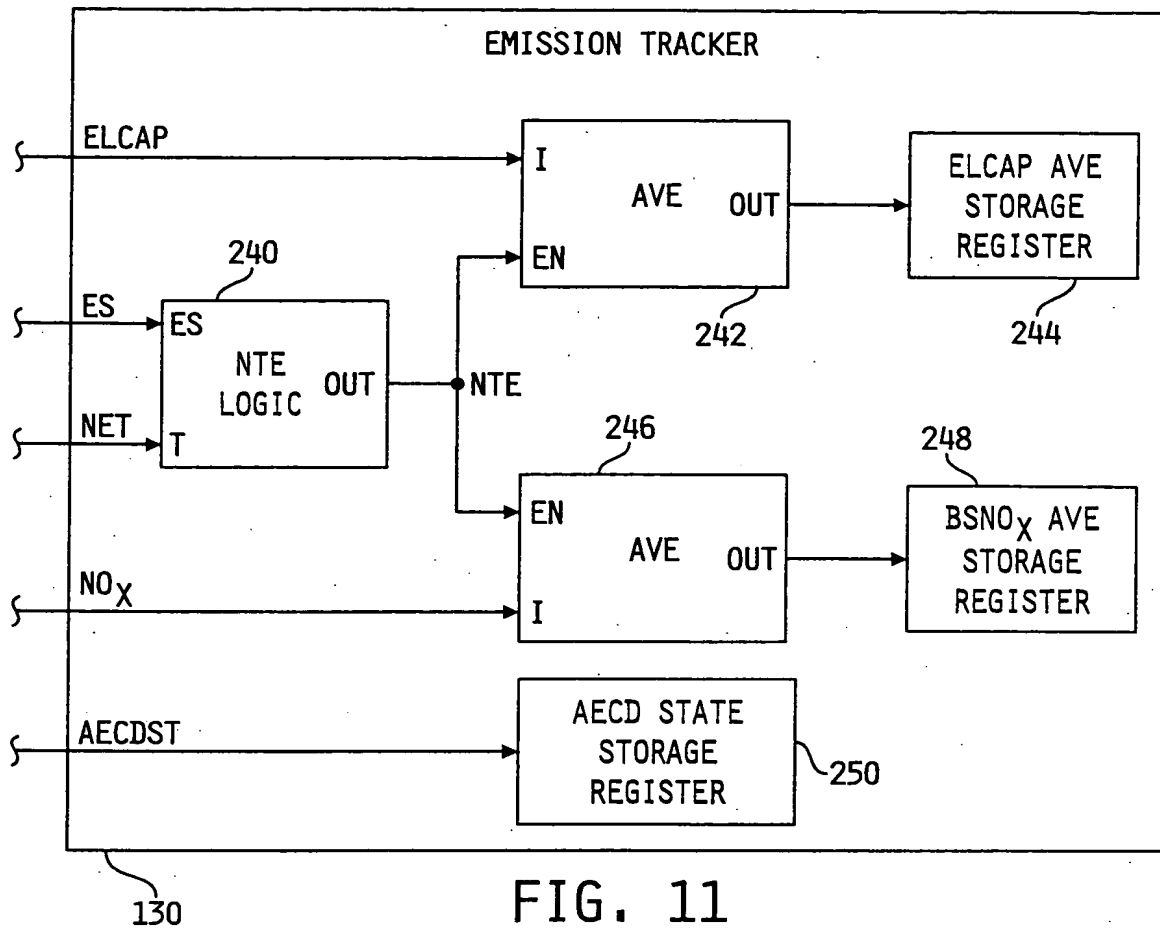 EMISSION TRACKER
ELCAP
I
AVE
OUT
EN
242
ELCAP AVE
STORAGE
REGISTER
244
240
ES
ES
NTE
LOGIC
OUT
NTE
NET
T
246
EN
AVE
OUT
I
248
BSNOX AVE
STORAGE
REGISTER
NOX
AECDST
AECD STATE
STORAGE
REGISTER
250
130
FIG. 11